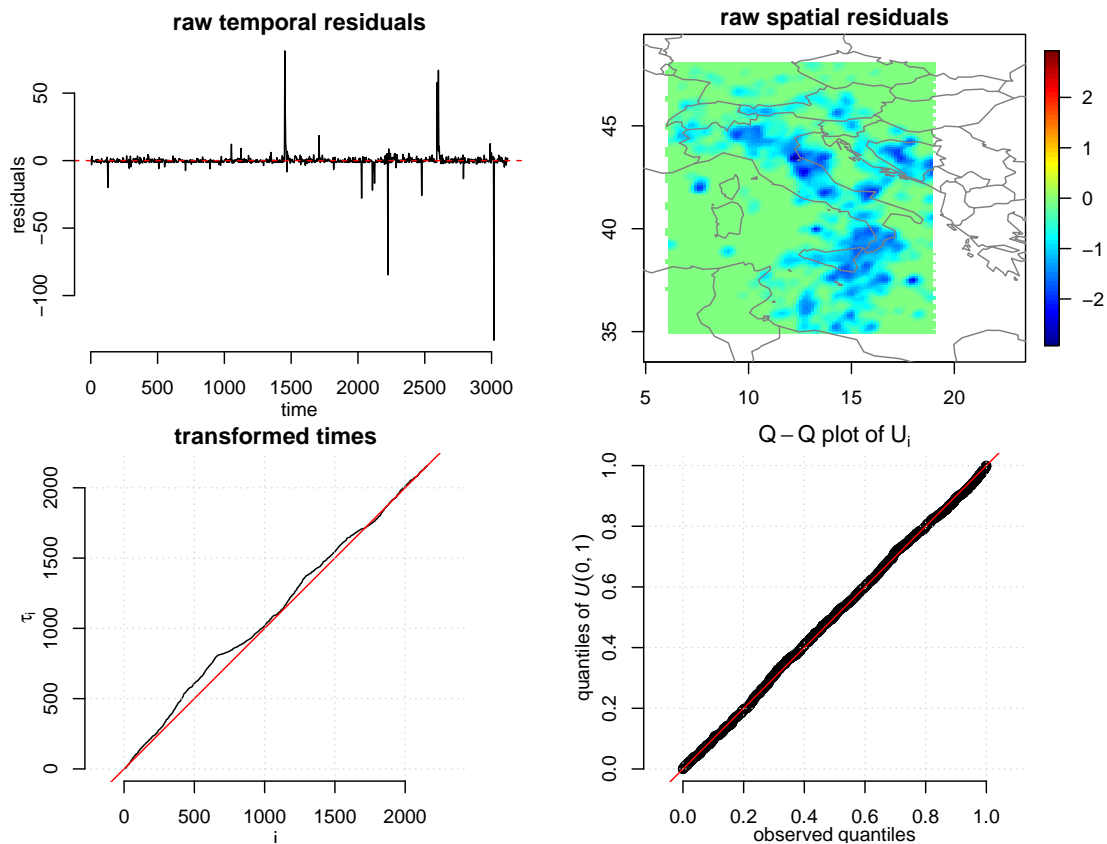 raw temporal residuals
residuals
50
0
−50
−100
0 500 1000 1500 2000 2500 3000
time
raw spatial residuals
45
40
35
5 10 15 20
2
1
0
−1
−2
transformed times
τi
2000
1500
1000
500
0
0 500 1000 1500 2000
i
Q−Q plot of Ui
quantiles of U(0, 1)
1.0
0.8
0.6
0.4
0.2
0.0
0.0 0.2 0.4 0.6 0.8 1.0
observed quantiles